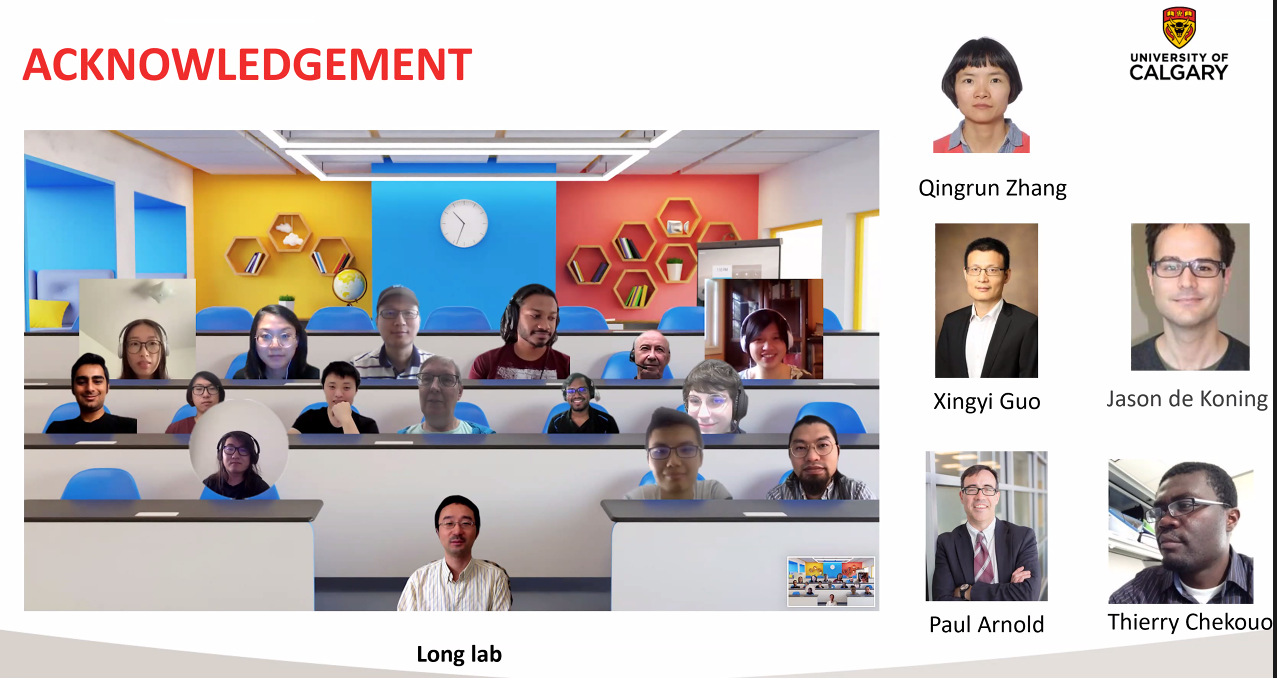 ACKNOWLEDGEMENT
UNIVERSITY OF
CALGARY
Qingrun Zhang
Xingyi Guo
Jason de Koning
Paul Arnold
Thierry Chekouo
Long lab